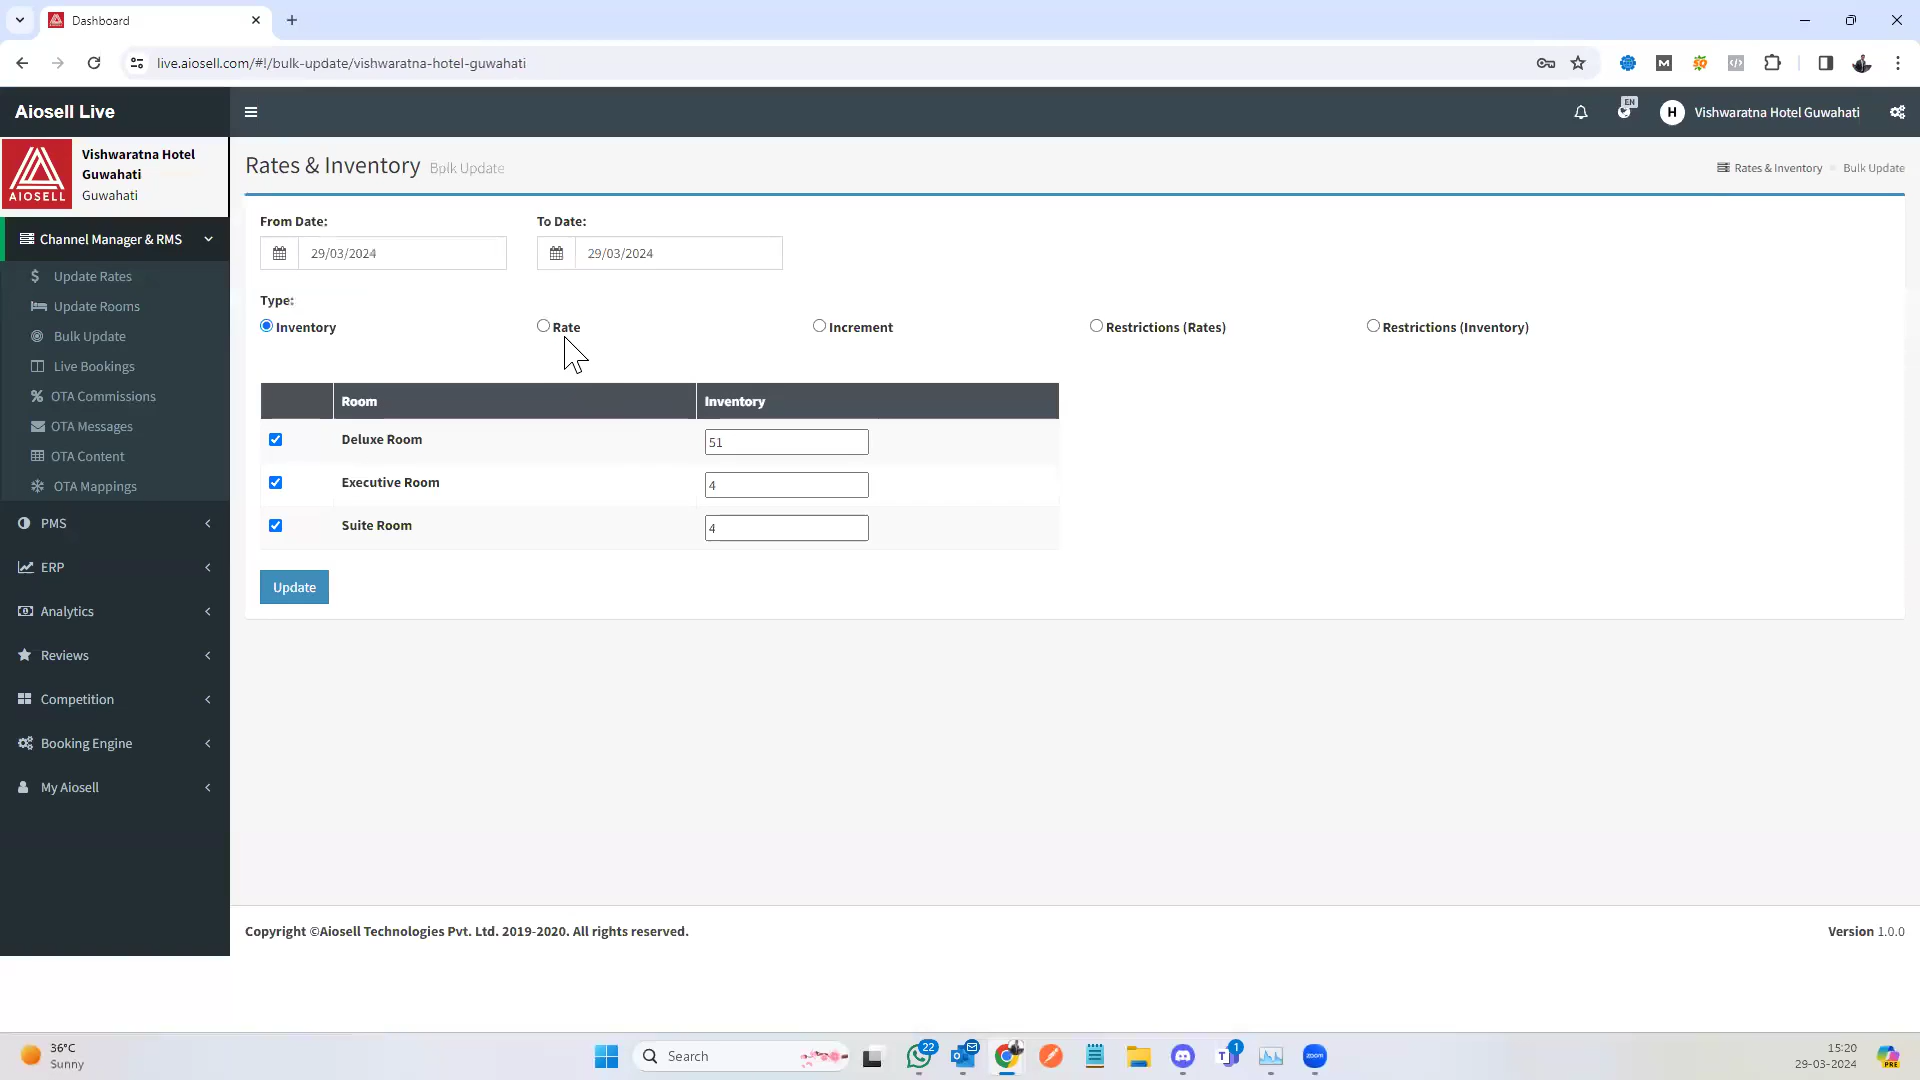 Dashboard
live.aiosell.com/#!/bulk-update/vishwaratna-hotel-guwahati
Aiosell Live
EN
H
Vishwaratna Hotel Guwahati
AIOSELL
Vishwaratna Hotel
Guwahati
Guwahati
Rates & Inventory Bulk Update
Rates & Inventory
Bulk Update
Channel Manager & RMS
Update Rates
Update Rooms
Bulk Update
Live Bookings
OTA Commissions
OTA Messages
OTA Content
OTA Mappings
PMS
ERP
Analytics
Reviews
Competition
Booking Engine
My Aiosell
From Date:
To Date:
29/03/2024
29/03/2024
Type:
Inventory
Rate
Increment
Restrictions (Rates)
Restrictions (Inventory)
Room
Inventory
Deluxe Room
51
Executive Room
4
Suite Room
4
Update
Copyright ©Aiosell Technologies Pvt. Ltd. 2019-2020. All rights reserved.
Version 1.0.0
36°C
Sunny
Search
22
1
zoom
15:20
29-03-2024
PRE